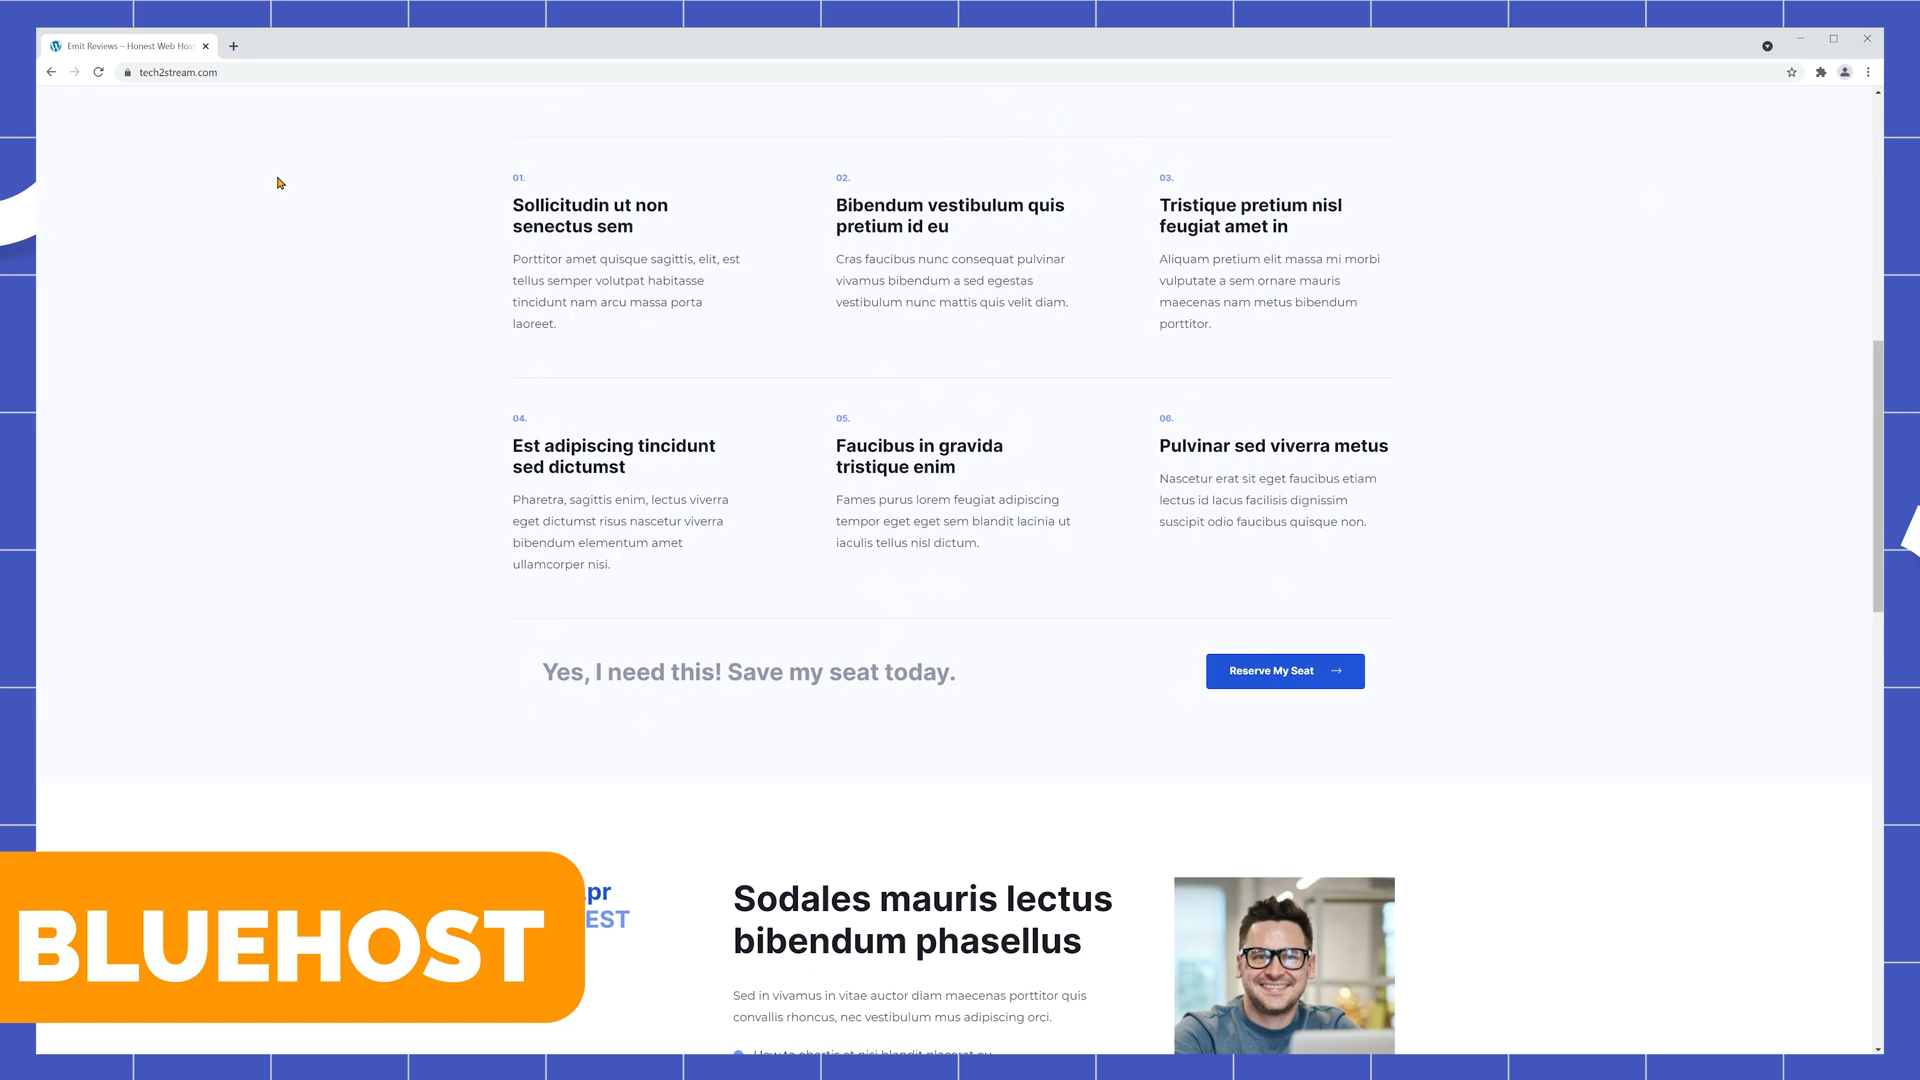 Emit Reviews – Honest Web Hos
tech2stream.com
01.
Sollicitudin ut non
senectus sem
Porttitor amet quisque sagittis, elit, est
tellus semper volutpat habitasse
tincidunt nam arcu massa porta
laoreet.
02.
Bibendum vestibulum quis
pretium id eu
Cras faucibus nunc consequat pulvinar
vivamus bibendum a sed egestas
vestibulum nunc mattis quis velit diam.
03.
Tristique pretium nisl
feugiat amet in
Aliquam pretium elit massa mi morbi
vulputate a sem ornare mauris
maecenas nam metus bibendum
porttitor.
04.
Est adipiscing tincidunt
sed dictumst
Pharetra, sagittis enim, lectus viverra
eget dictumst risus nascetur viverra
bibendum elementum amet
ullamcorper nisi.
05.
Faucibus in gravida
tristique enim
Fames purus lorem feugiat adipiscing
tempor eget eget sem blandit lacinia ut
iaculis tellus nisl dictum.
06.
Pulvinar sed viverra metus
Nascetur erat sit eget faucibus etiam
lectus id lacus facilisis dignissim
suscipit odio faucibus quisque non.
Yes, I need this! Save my seat today.
Reserve My Seat
pr
EST
BLUEHOST
Sodales mauris lectus
bibendum phasellus
Sed in vivamus in vitae auctor diam maecenas porttitor quis
convallis rhoncus, nec vestibulum mus adipiscing orci.